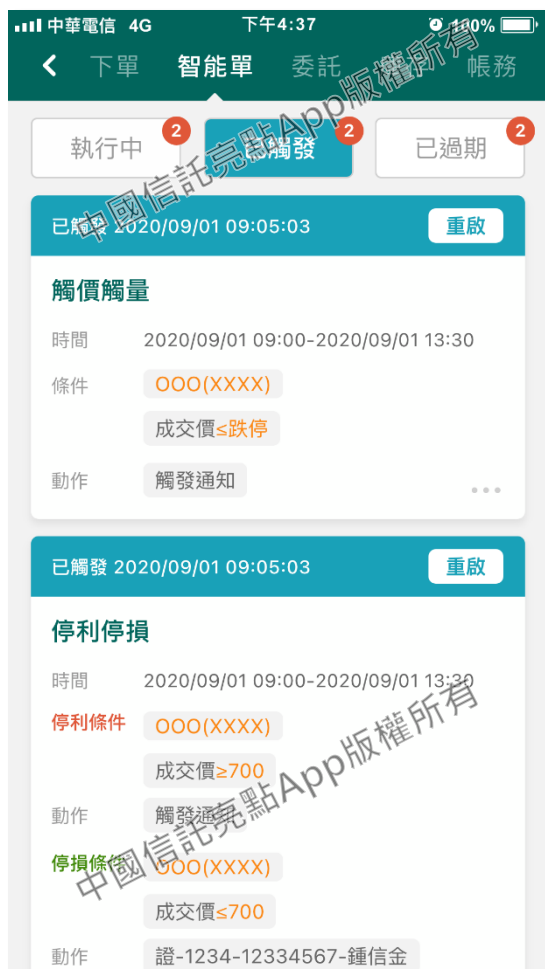 中華電信 4G 下午4:37 100%
下單 智能單 委託 帳務
執行中 2 已觸發 2 已過期 2
已觸發 2020/09/01 09:05:03 重啟
觸價觸量
時間 2020/09/01 09:00-2020/09/01 13:30
條件 OOO(XXXX)
成交價≤跌停
動作 觸發通知
已觸發 2020/09/01 09:05:03 重啟
停利停損
時間 2020/09/01 09:00-2020/09/01 13:30
停利條件 OOO(XXXX)
成交價≥700
動作 觸發通知
停損條件 OOO(XXXX)
成交價≤700
動作 證-1234-12334567-鍾信金
中國信託亮點App版權所有
中國信託亮點App版權所有